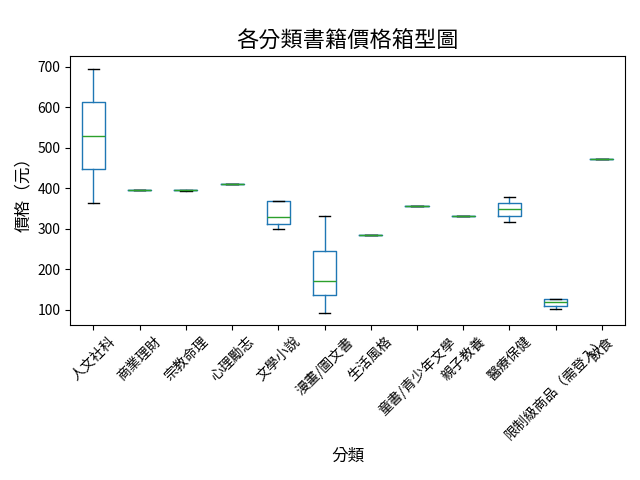 各分類書籍價格箱型圖
價格（元）
700
600
500
400
300
200
100
人文社科
商業理財
宗教命理
心理勵志
文學小說
漫畫/圖文書
生活風格
童書/青少年文學
親子教養
醫療保健
限制級商品（需登入）
飲食
分類